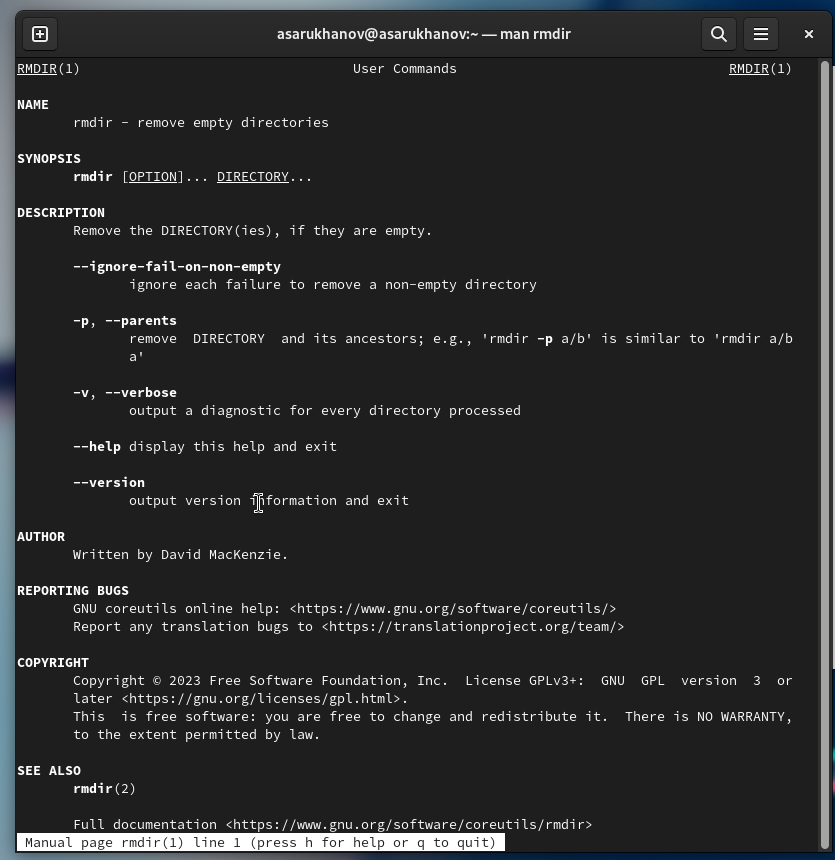 asarukhanov@asarukhanov:~ — man rmdir
RMDIR(1) User Commands RMDIR(1)
NAME
rmdir - remove empty directories
SYNOPSIS
rmdir [OPTION]... DIRECTORY...
DESCRIPTION
Remove the DIRECTORY(ies), if they are empty.
--ignore-fail-on-non-empty
ignore each failure to remove a non-empty directory
-p, --parents
remove  DIRECTORY  and its ancestors; e.g., 'rmdir -p a/b' is similar to 'rmdir a/b
a'
-v, --verbose
output a diagnostic for every directory processed
--help display this help and exit
--version
output version information and exit
AUTHOR
Written by David MacKenzie.
REPORTING BUGS
GNU coreutils online help: <https://www.gnu.org/software/coreutils/>
Report any translation bugs to <https://translationproject.org/team/>
COPYRIGHT
Copyright © 2023 Free Software Foundation, Inc.  License GPLv3+:  GNU  GPL  version  3  or
later <https://gnu.org/licenses/gpl.html>.
This  is free software: you are free to change and redistribute it.  There is NO WARRANTY,
to the extent permitted by law.
SEE ALSO
rmdir(2)
Full documentation <https://www.gnu.org/software/coreutils/rmdir>
Manual page rmdir(1) line 1 (press h for help or q to quit)